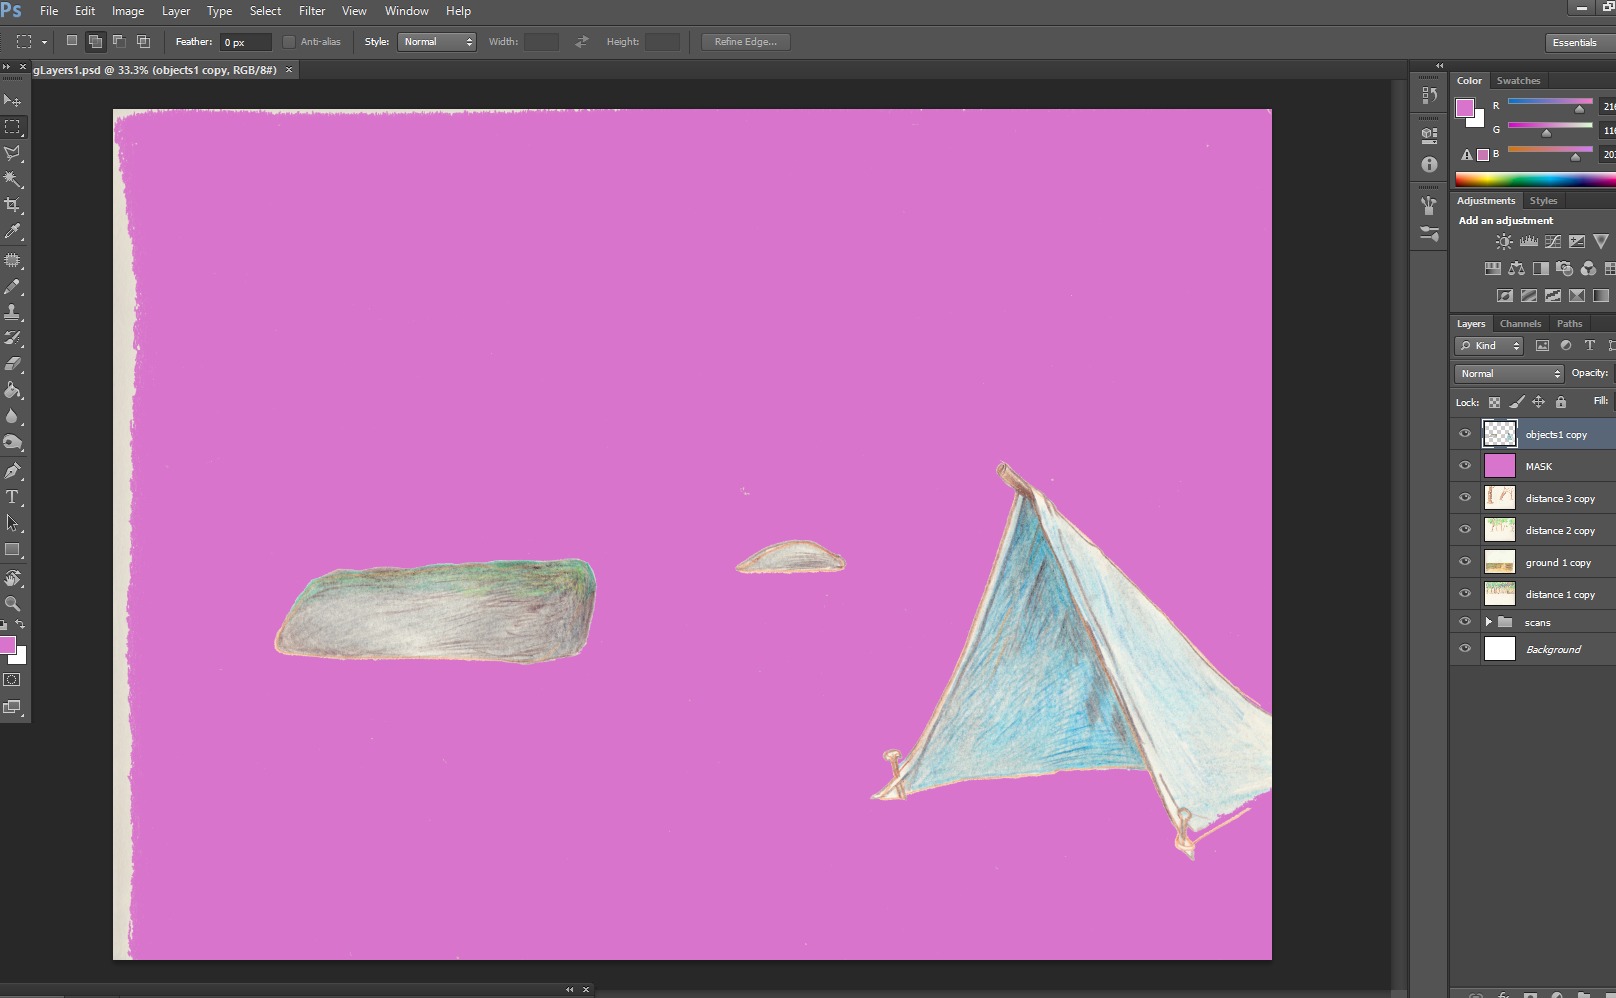 Ps File Edit Image Layer Type Select Filter View Window Help
Feather: 0 px Anti-alias Style: Normal Width: Height: Refine Edge... Essentials
gLayers1.psd @ 33.3% (objects1 copy, RGB/8#) ×
Color Swatches
R 216
G 116
B 203
Adjustments Styles
Add an adjustment
Layers Channels Paths
Kind
Normal Opacity:
Lock: Fill:
objects1 copy
MASK
distance 3 copy
distance 2 copy
ground 1 copy
distance 1 copy
scans
Background